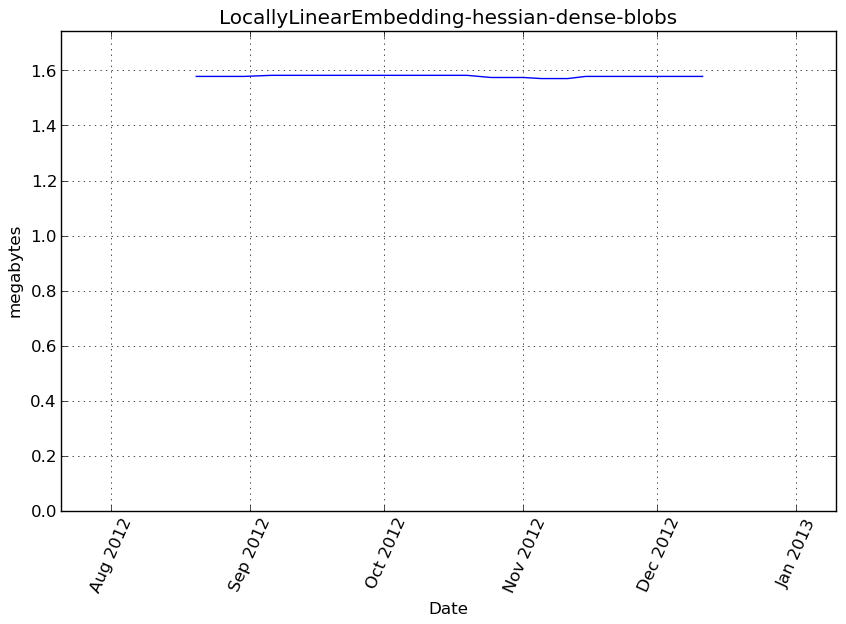 LocallyLinearEmbedding-hessian-dense-blobs
megabytes
1.6
1.4
1.2
1.0
0.8
0.6
0.4
0.2
0.0
Aug 2012
Sep 2012
Oct 2012
Nov 2012
Dec 2012
Jan 2013
Date